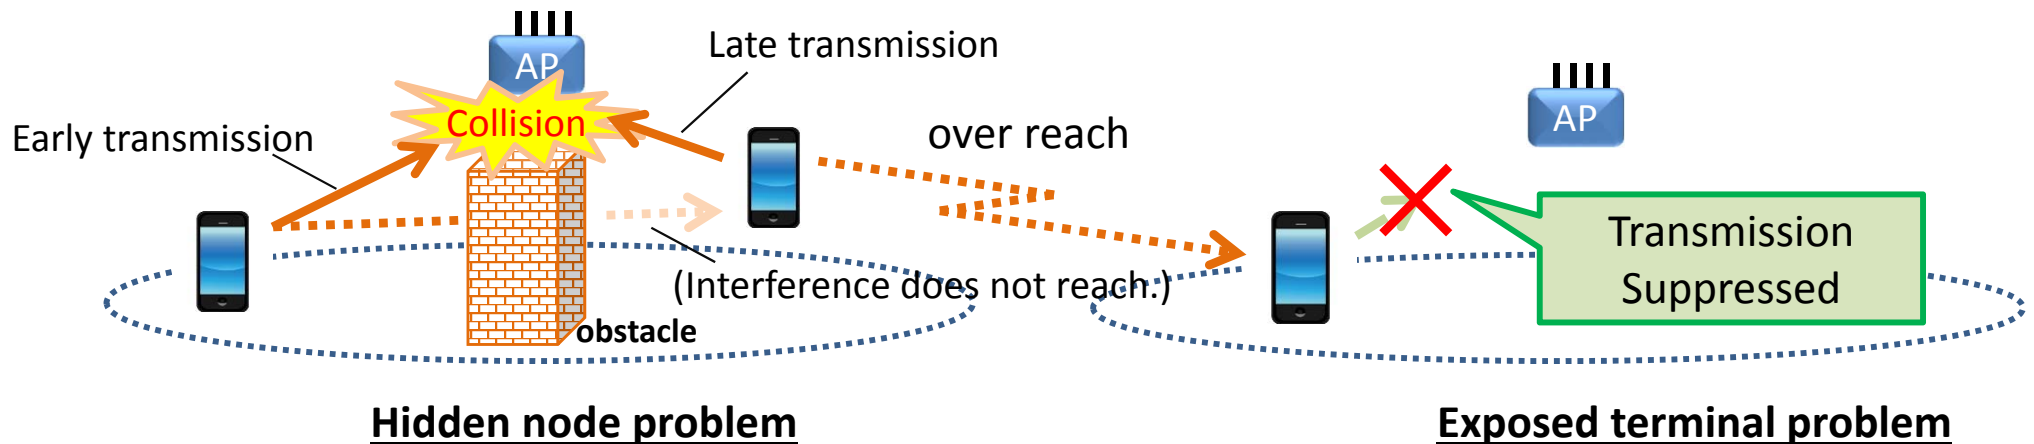 AP
Late transmission
Collision
Early transmission
over reach
AP
Transmission
Suppressed
(Interference does not reach.)
obstacle
Hidden node problem
Exposed terminal problem